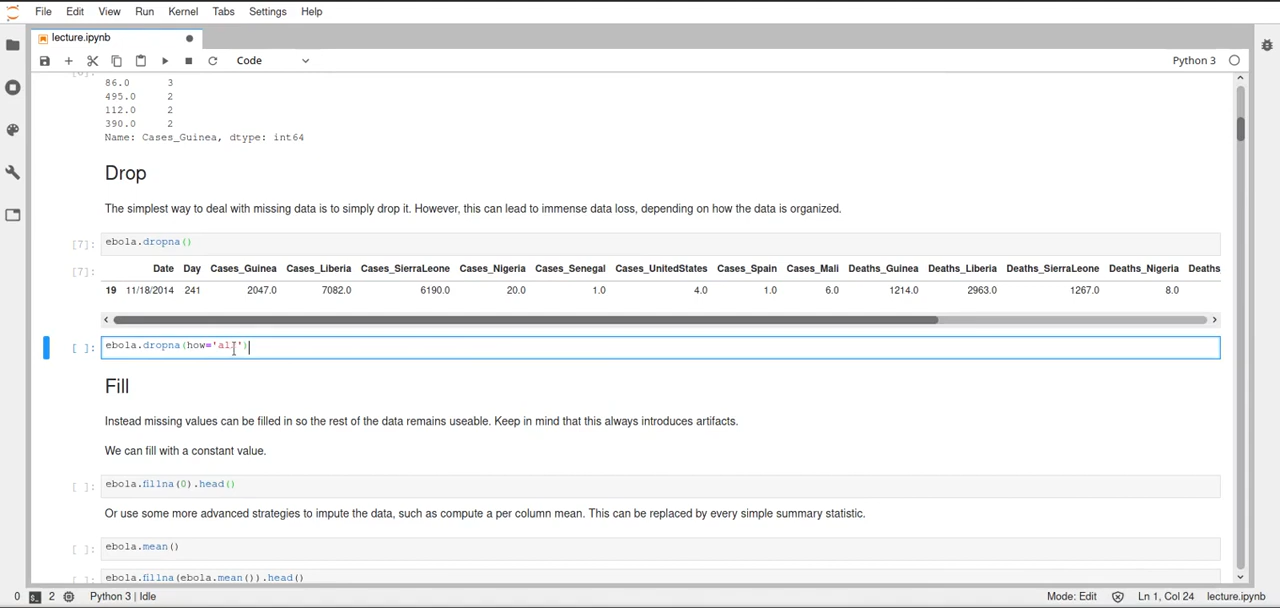 File Edit View Run Kernel Tabs Settings Help
lecture.ipynb
Code
Python 3
86.0 3
495.0 2
112.0 2
390.0 2
Name: Cases_Guinea, dtype: int64
Drop
The simplest way to deal with missing data is to simply drop it. However, this can lead to immense data loss, depending on how the data is organized.
[7]: ebola.dropna()
[7]: Date Day Cases_Guinea Cases_Liberia Cases_SierraLeone Cases_Nigeria Cases_Senegal Cases_UnitedStates Cases_Spain Cases_Mali Deaths_Guinea Deaths_Liberia Deaths_SierraLeone Deaths_Nigeria Deaths
19 11/18/2014 241 2047.0 7082.0 6190.0 20.0 1.0 4.0 1.0 6.0 1214.0 2963.0 1267.0 8.0
[ ]: ebola.dropna(how='all')
Fill
Instead missing values can be filled in so the rest of the data remains useable. Keep in mind that this always introduces artifacts.
We can fill with a constant value.
[ ]: ebola.fillna(0).head()
Or use some more advanced strategies to impute the data, such as compute a per column mean. This can be replaced by every simple summary statistic.
[ ]: ebola.mean()
[ ]: ebola.fillna(ebola.mean()).head()
0 2 Python 3 | Idle Mode: Edit Ln 1, Col 24 lecture.ipynb